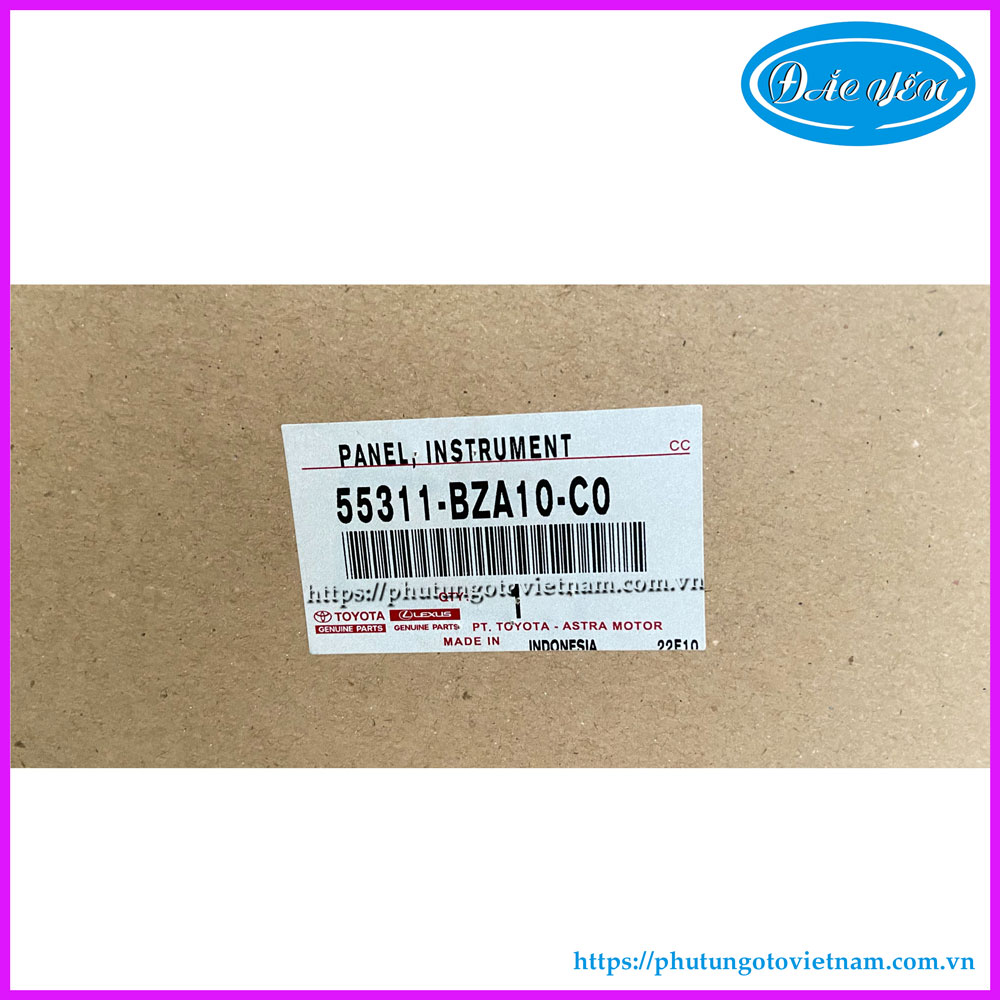 ĐẮC YẾN
PANEL, INSTRUMENT
CC
55311-BZA10-C0
https://phutungotovietnam.com.vn
QTY. 1
TOYOTA LEXUS
GENUINE PARTS GENUINE PARTS PT. TOYOTA - ASTRA MOTOR
MADE IN INDONESIA 22F10
https://phutungotovietnam.com.vn